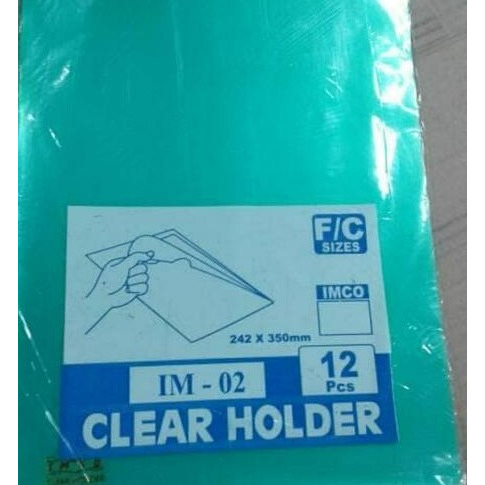 F/C
SIZES
IMCO
242 X 350mm
12
Pcs
IM - 02
CLEAR HOLDER